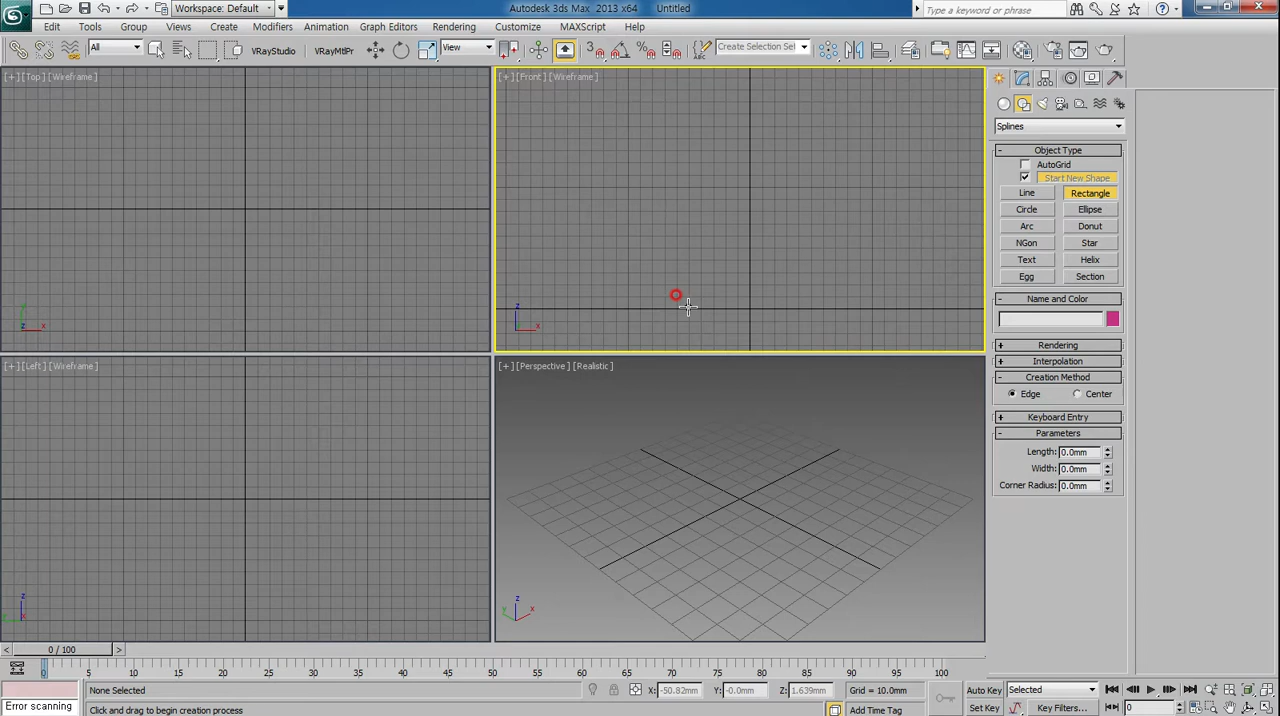 Workspace: Default
Autodesk 3ds Max 2013 x64 Untitled
Type a keyword or phrase
Edit Tools Group Views Create Modifiers Animation Graph Editors Rendering Customize MAXScript Help
All
VRayStudio VRayMtlPr
View
Create Selection Set
[+] [Top] [Wireframe]
[+] [Front] [Wireframe]
Splines
Object Type
AutoGrid
Start New Shape
Line Rectangle
Circle Ellipse
Arc Donut
NGon Star
Text Helix
Egg Section
Name and Color
Rendering
Interpolation
Creation Method
Edge Center
Keyboard Entry
Parameters
Length: 0.0mm
Width: 0.0mm
Corner Radius: 0.0mm
z
x
y
z
x
z
x
[+] [Left] [Wireframe]
[+] [Perspective] [Realistic]
z
y
x
z
y
x
0 / 100
0 5 10 15 20 25 30 35 40 45 50 55 60 65 70 75 80 85 90 95 100
None Selected
X: -50.82mm Y: -0.0mm Z: 1.639mm Grid = 10.0mm
Auto Key Selected
Error scanning
Click and drag to begin creation process
Add Time Tag
Set Key Key Filters... 0